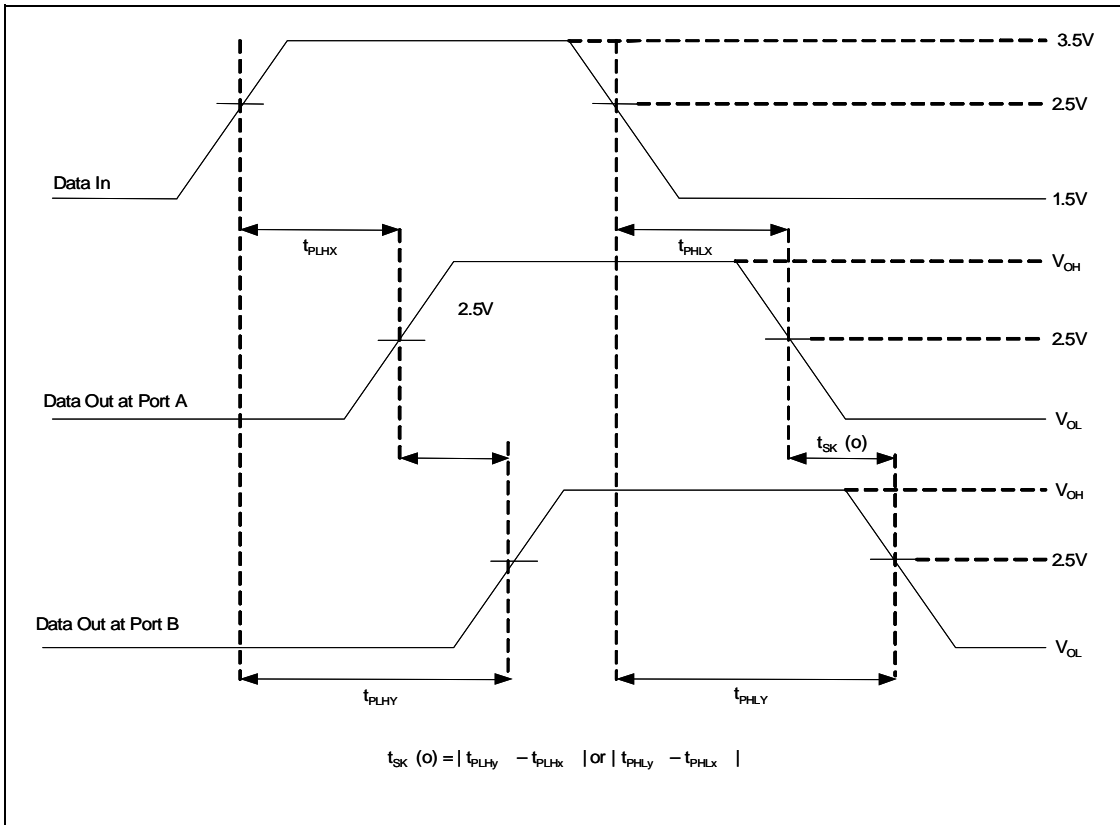 3.5V
2.5V
Data In
1.5V
tPLHX
tPHLX
VOH
2.5V
2.5V
Data Out at Port A
VOL
tSK (o)
VOH
2.5V
Data Out at Port B
VOL
tPLHY
tPHLY
tSK (o) = | tPLHy – tPLHx | or | tPHLy – tPHLx |